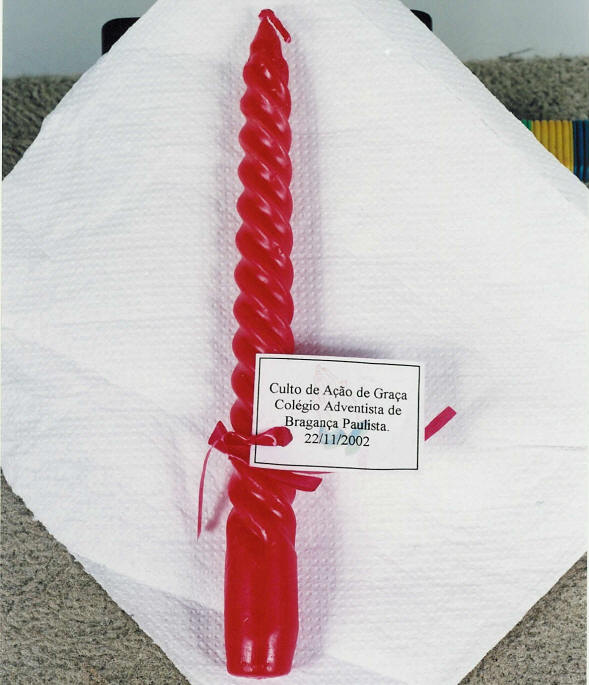 Culto de Ação de Graça
Colégio Adventista de
Bragança Paulista.
22/11/2002